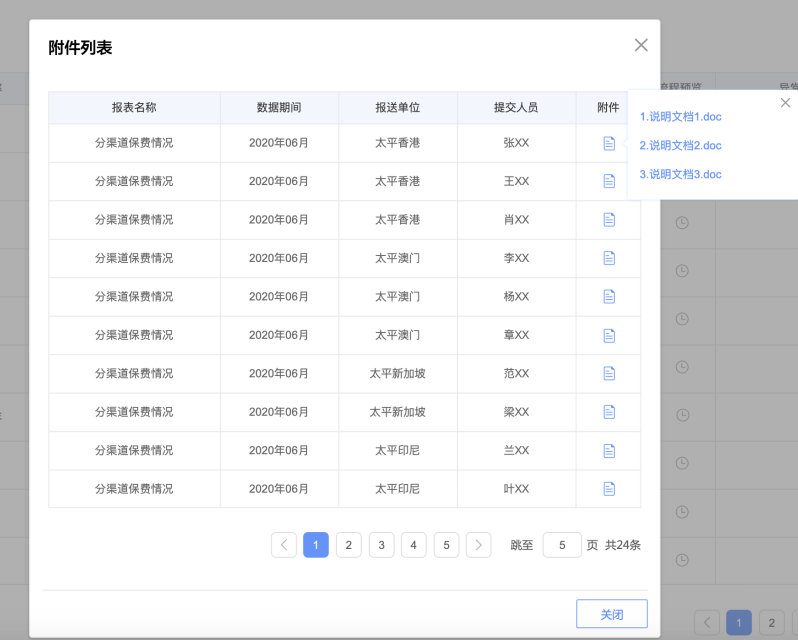 附件列表
报表名称 数据期间 报送单位 提交人员 附件
分渠道保费情况 2020年06月 太平香港 张XX
分渠道保费情况 2020年06月 太平香港 王XX
分渠道保费情况 2020年06月 太平香港 肖XX
分渠道保费情况 2020年06月 太平澳门 李XX
分渠道保费情况 2020年06月 太平澳门 杨XX
分渠道保费情况 2020年06月 太平澳门 章XX
分渠道保费情况 2020年06月 太平新加坡 范XX
分渠道保费情况 2020年06月 太平新加坡 梁XX
分渠道保费情况 2020年06月 太平印尼 兰XX
分渠道保费情况 2020年06月 太平印尼 叶XX
1.说明文档1.doc
2.说明文档2.doc
3.说明文档3.doc
1 2 3 4 5 跳至 5 页 共24条
关闭
1 2